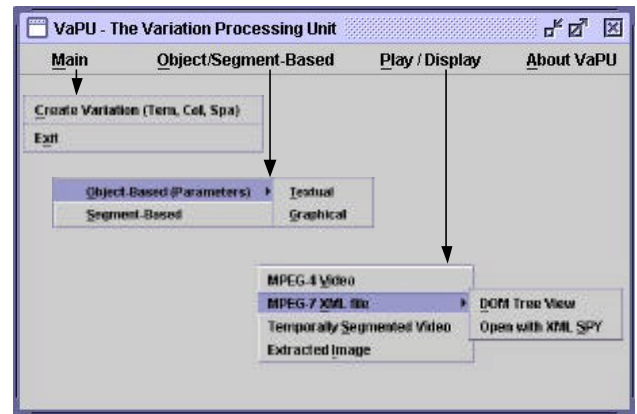 VaPU - The Variation Processing Unit
Main Object/Segment-Based Play / Display About VaPU
Create Variation (Tem, Col, Spa)
Exit
Object-Based (Parameters) Textual
Segment-Based Graphical
MPEG-4 Video
MPEG-7 XML file DOM Tree View
Temporally Segmented Video Open with XML SPY
Extracted Image